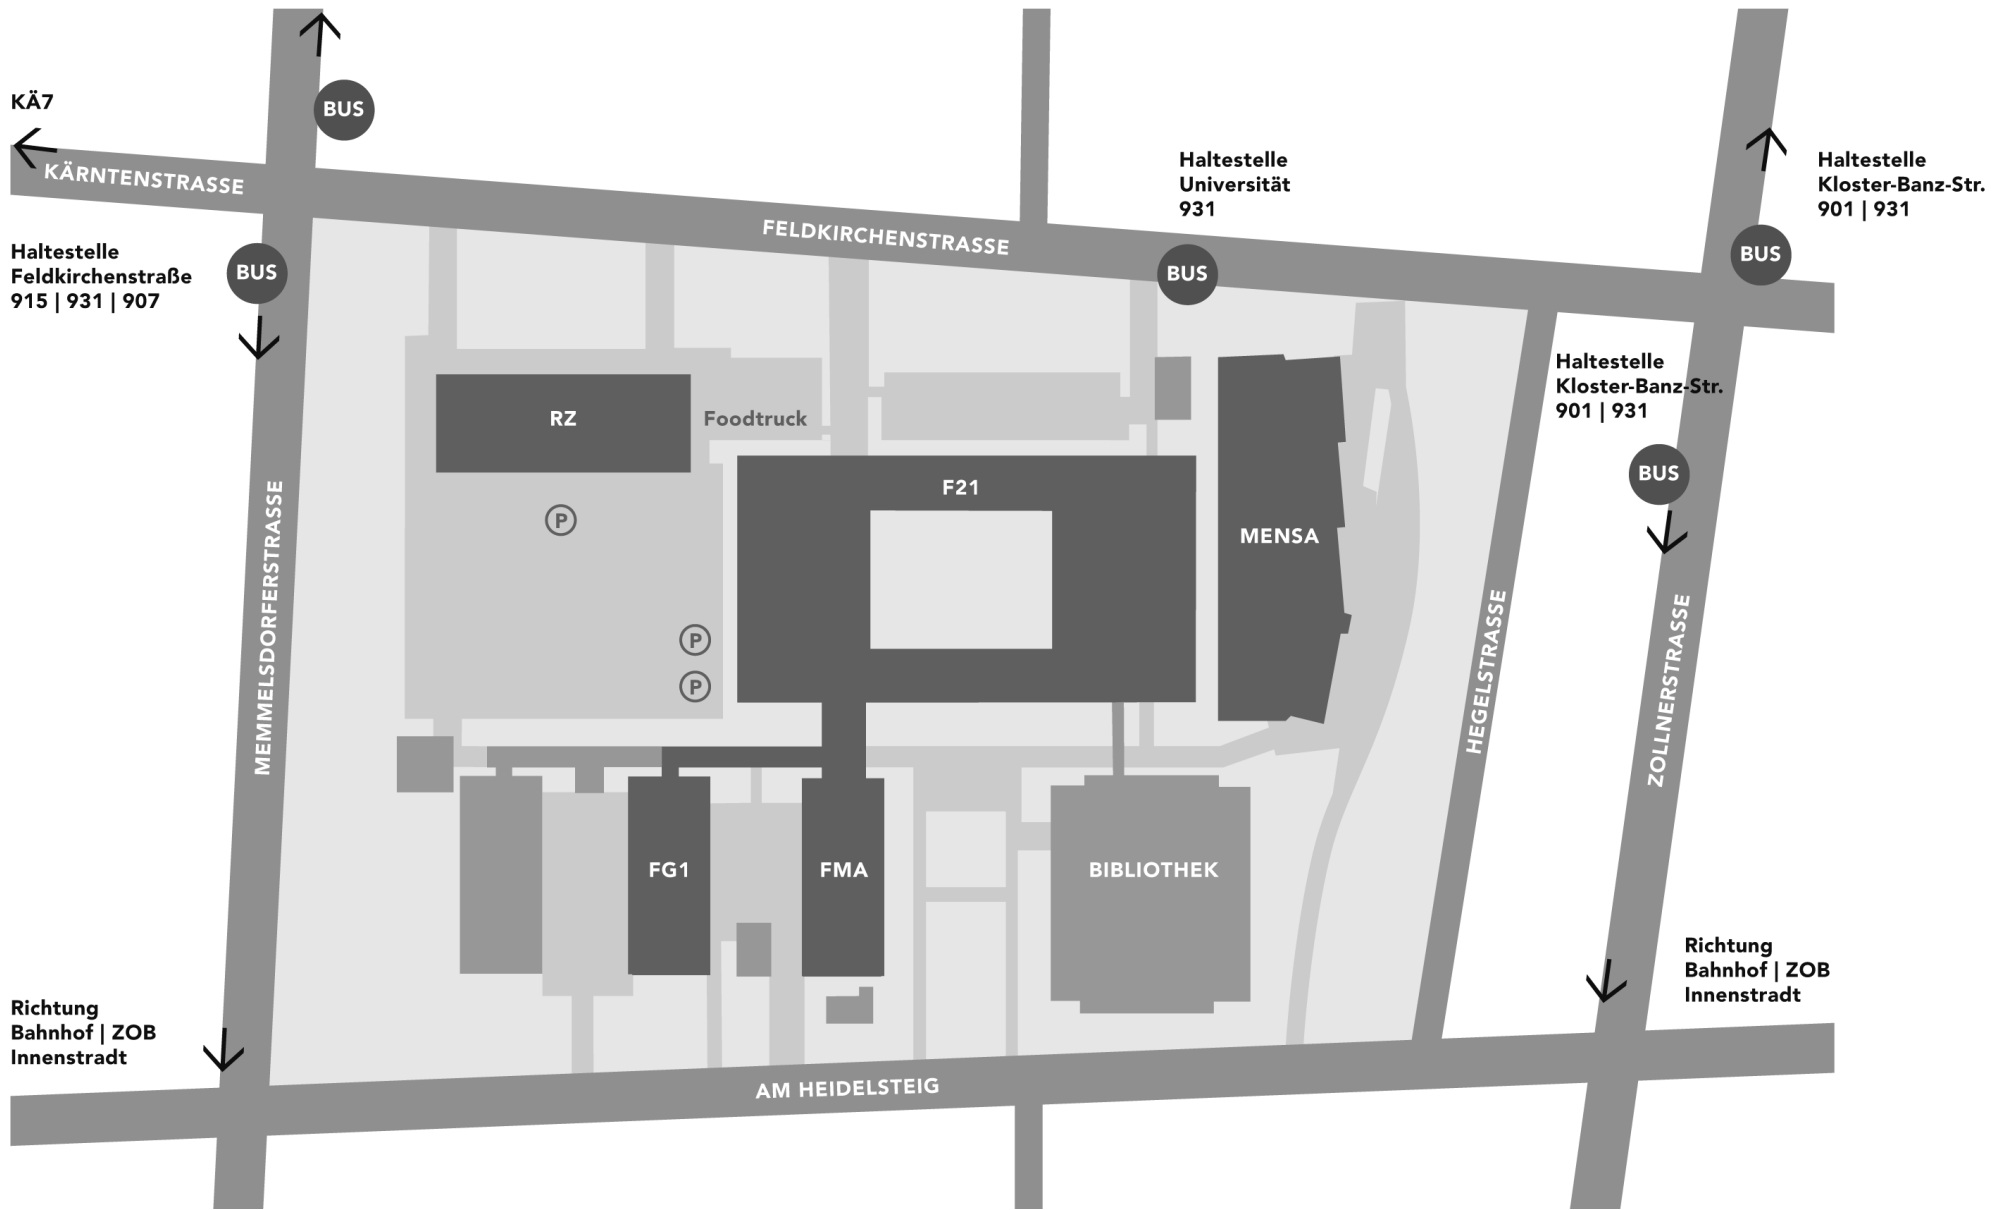 BUS
KÄ7
KÄRNTENSTRASSE
Haltestelle
Universität
931
Haltestelle
Kloster-Banz-Str.
901 | 931
FELDKIRCHENSTRASSE
Haltestelle
Feldkirchenstraße
915 | 931 | 907
BUS
BUS
BUS
Haltestelle
Kloster-Banz-Str.
901 | 931
RZ
Foodtruck
BUS
F21
P
MENSA
P
P
MEMMELSDORFERSTRASSE
HEGELSTRASSE
ZOLLNERSTRASSE
FG1
FMA
BIBLIOTHEK
Richtung
Bahnhof | ZOB
Innenstradt
Richtung
Bahnhof | ZOB
Innenstradt
AM HEIDELSTEIG